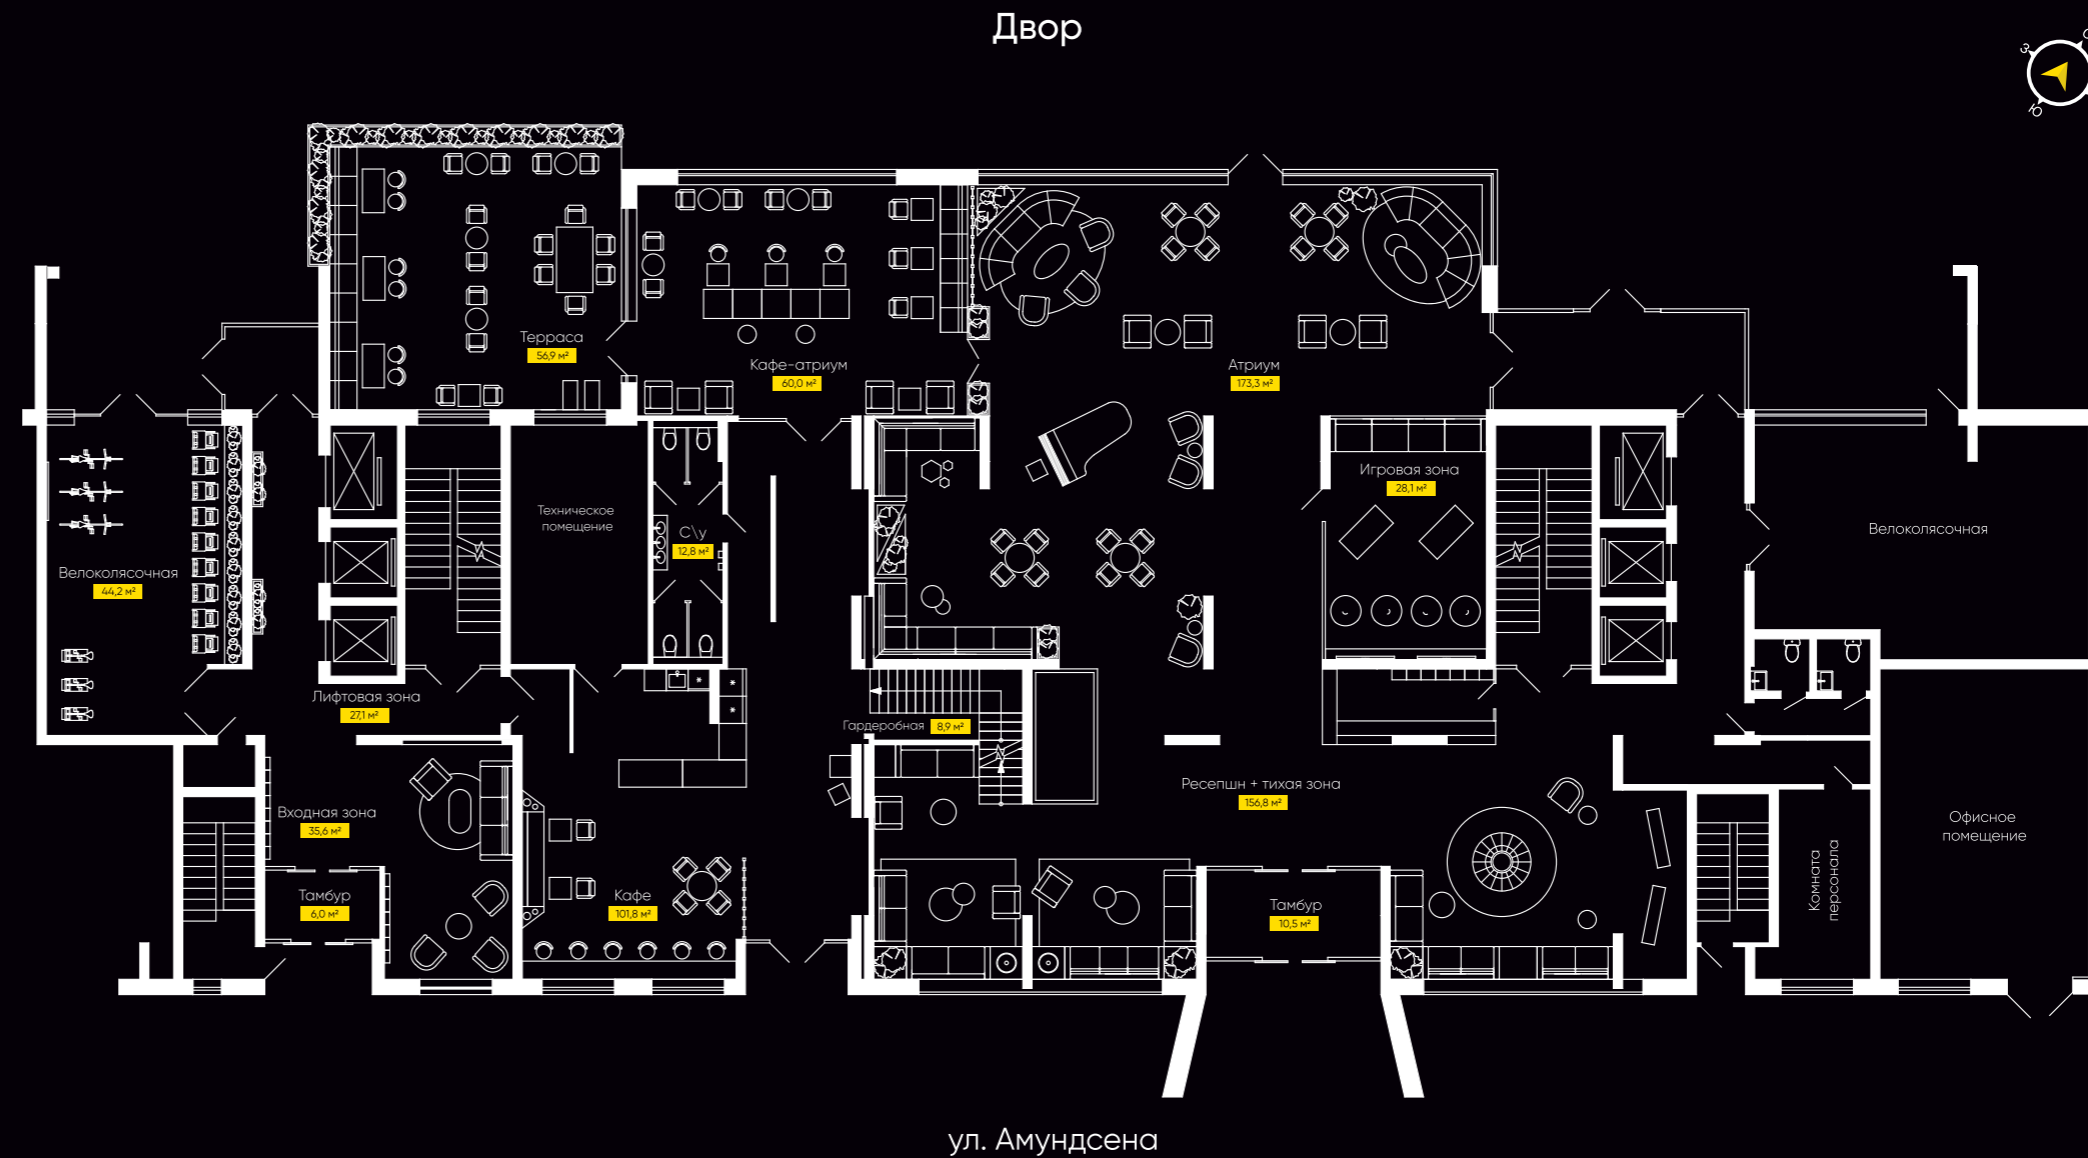 Двор
З
Ю
Терраса
56,9 м²
Кафе-атриум
60,0 м²
Атриум
173,3 м²
Игровая зона
28,1 м²
Техническое
помещение
С\у
12,8 м²
Велоколясочная
Велоколясочная
44,2 м²
Лифтовая зона
27,1 м²
Гардеробная 8,9 м²
Ресепшн + тихая зона
156,8 м²
Входная зона
35,6 м²
Офисное
помещение
Комната
персонала
Тамбур
6,0 м²
Кафе
101,8 м²
Тамбур
10,5 м²
ул. Амундсена